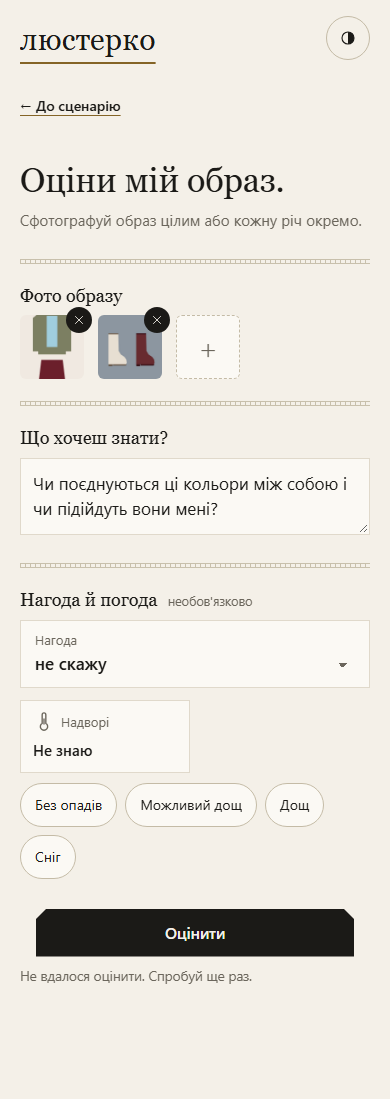 люстерко
← До сценарію
Оціни мій образ.
Сфотографуй образ цілим або кожну річ окремо.
Фото образу
Що хочеш знати?
Чи поєднуються ці кольори між собою і
чи підійдуть вони мені?
Нагода й погода необов'язково
Нагода
не скажу
Надворі
Не знаю
Без опадів Можливий дощ Дощ
Сніг
Оцінити
Не вдалося оцінити. Спробуй ще раз.